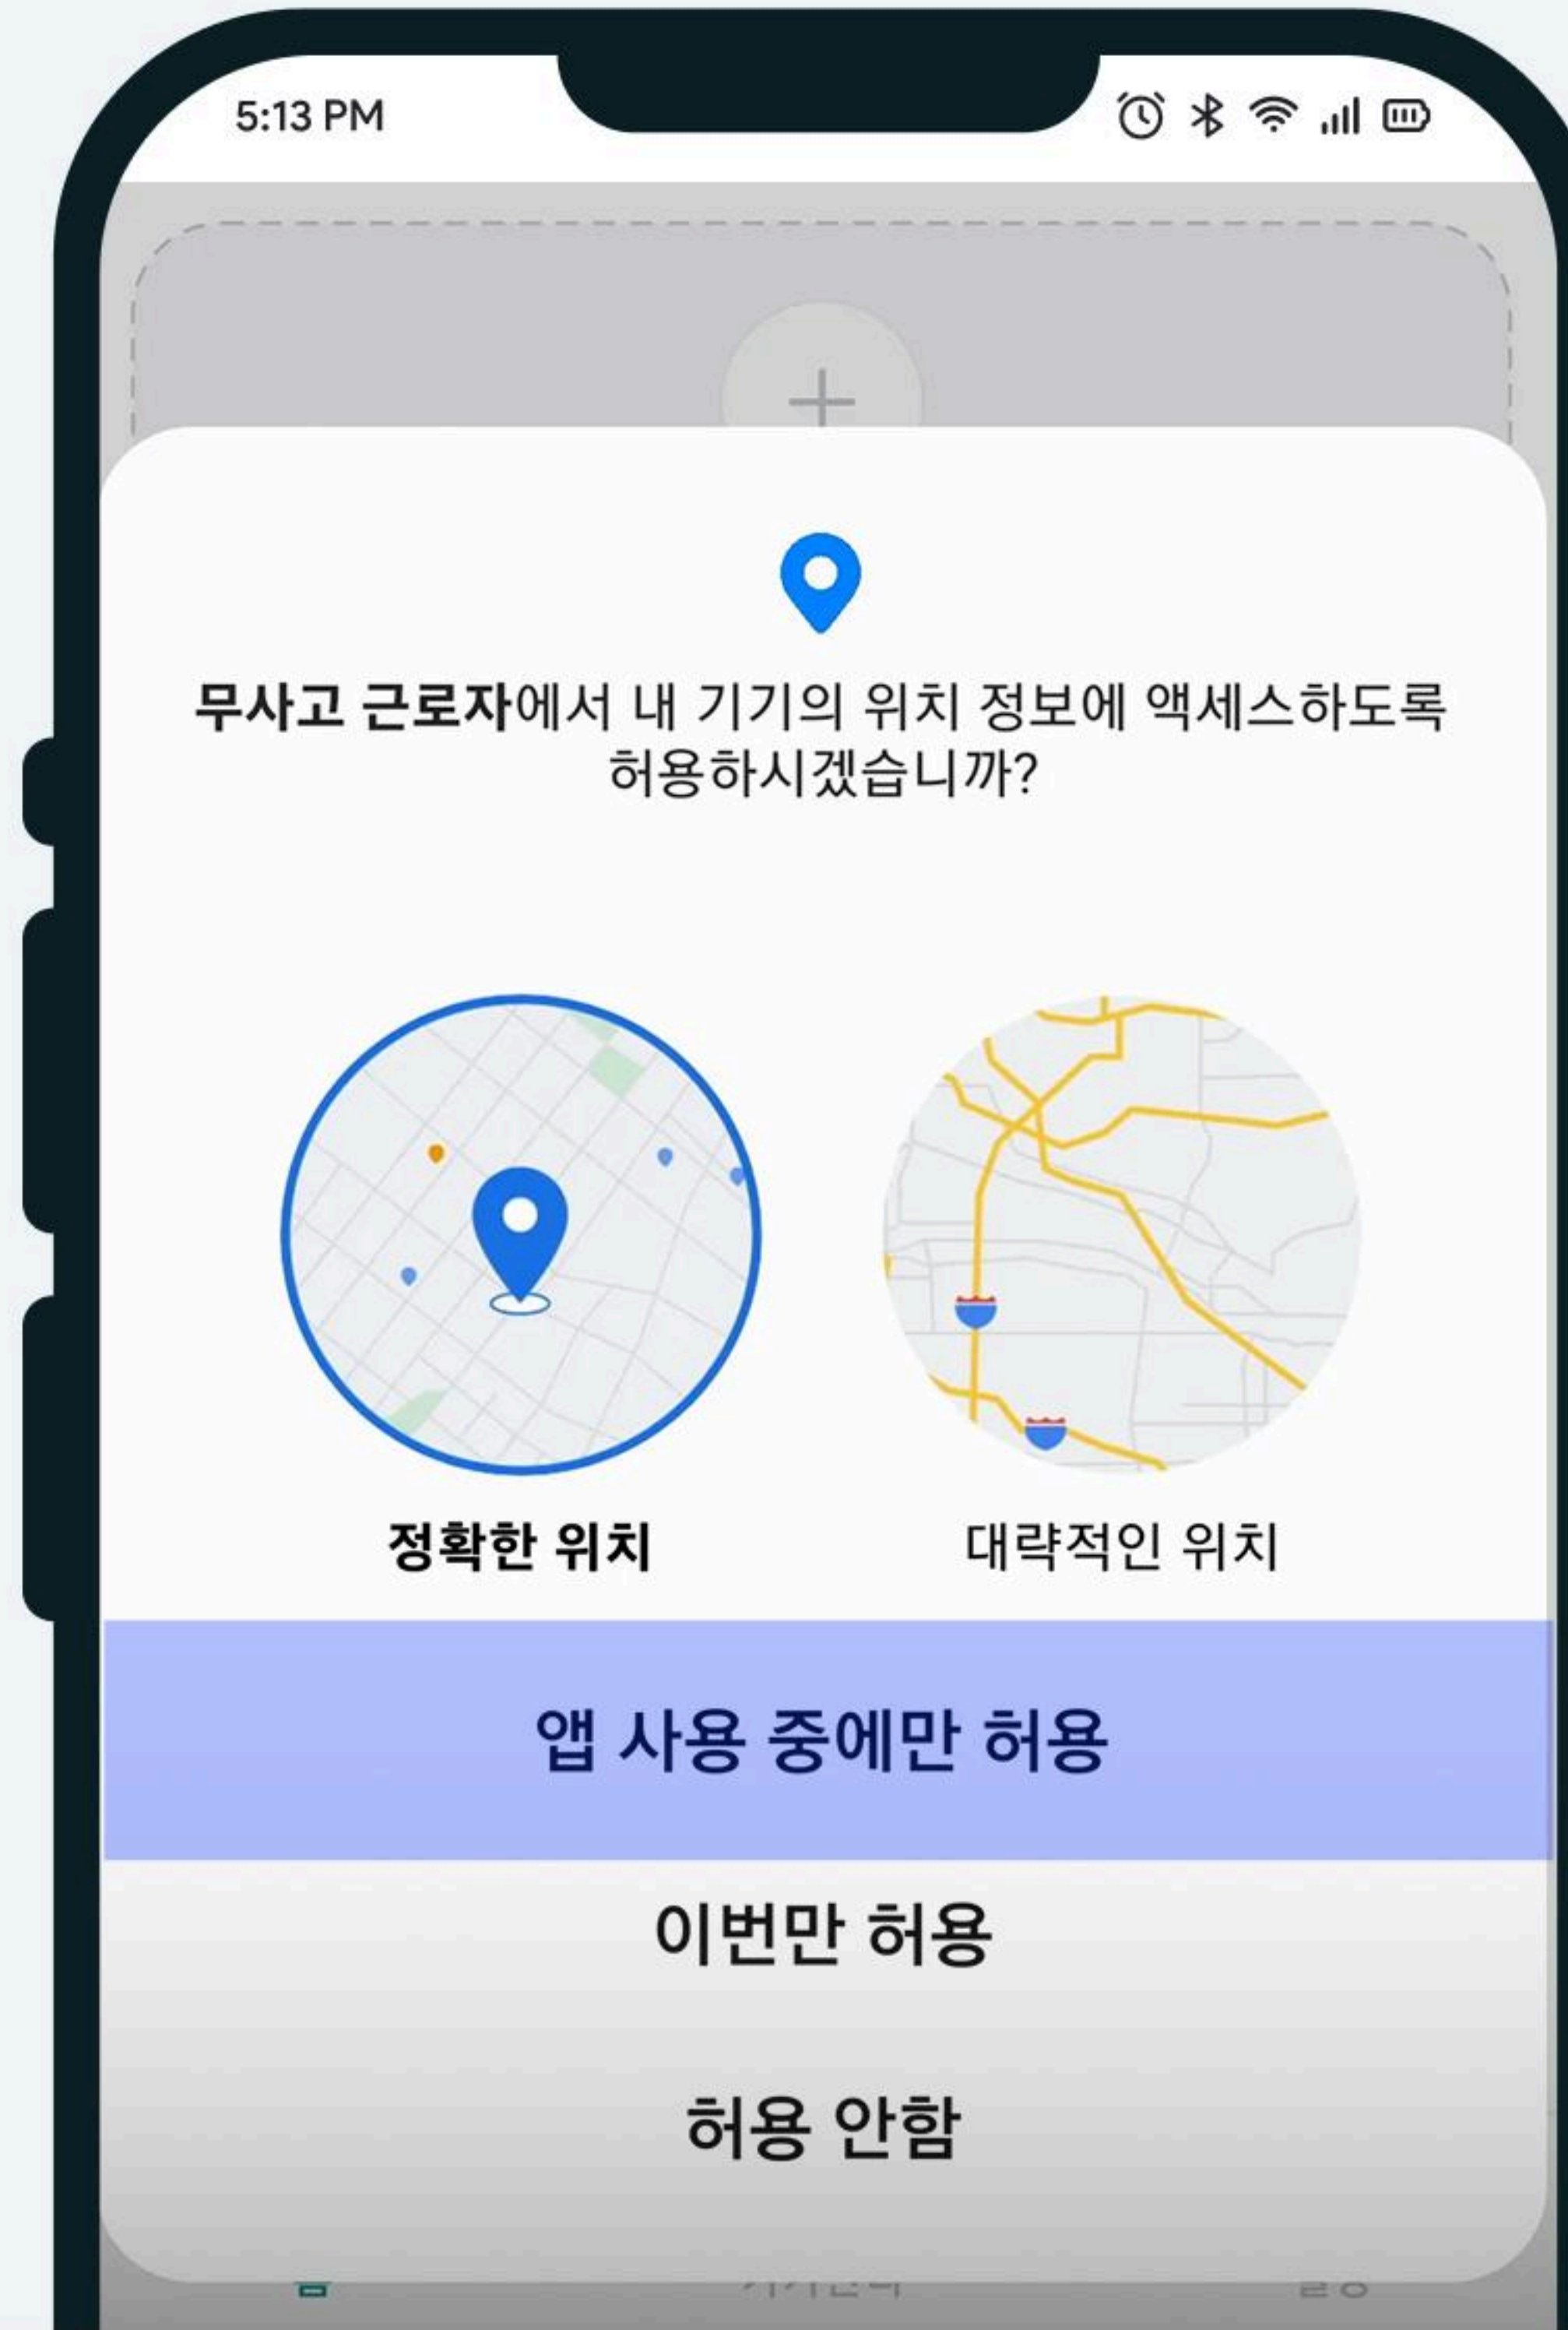 5:13 PM
무사고 근로자에서 내 기기의 위치 정보에 액세스하도록
허용하시겠습니까?
정확한 위치
대략적인 위치
앱 사용 중에만 허용
이번만 허용
허용 안함